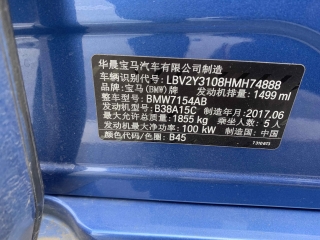 华晨宝马汽车有限公司制造
车辆识别代号: LBV2Y3108HMH74888
发动机排量: 1499 ml
品牌: 宝马(BMW)牌
整车型号: BMW7154AB
发动机型号: B38A15C 制造年月: 2017.06
最大允许总质量: 1855 kg 乘坐人数: 5 人
发动机最大净功率: 100 kW 制造国: 中国
颜色代码/色图: B45